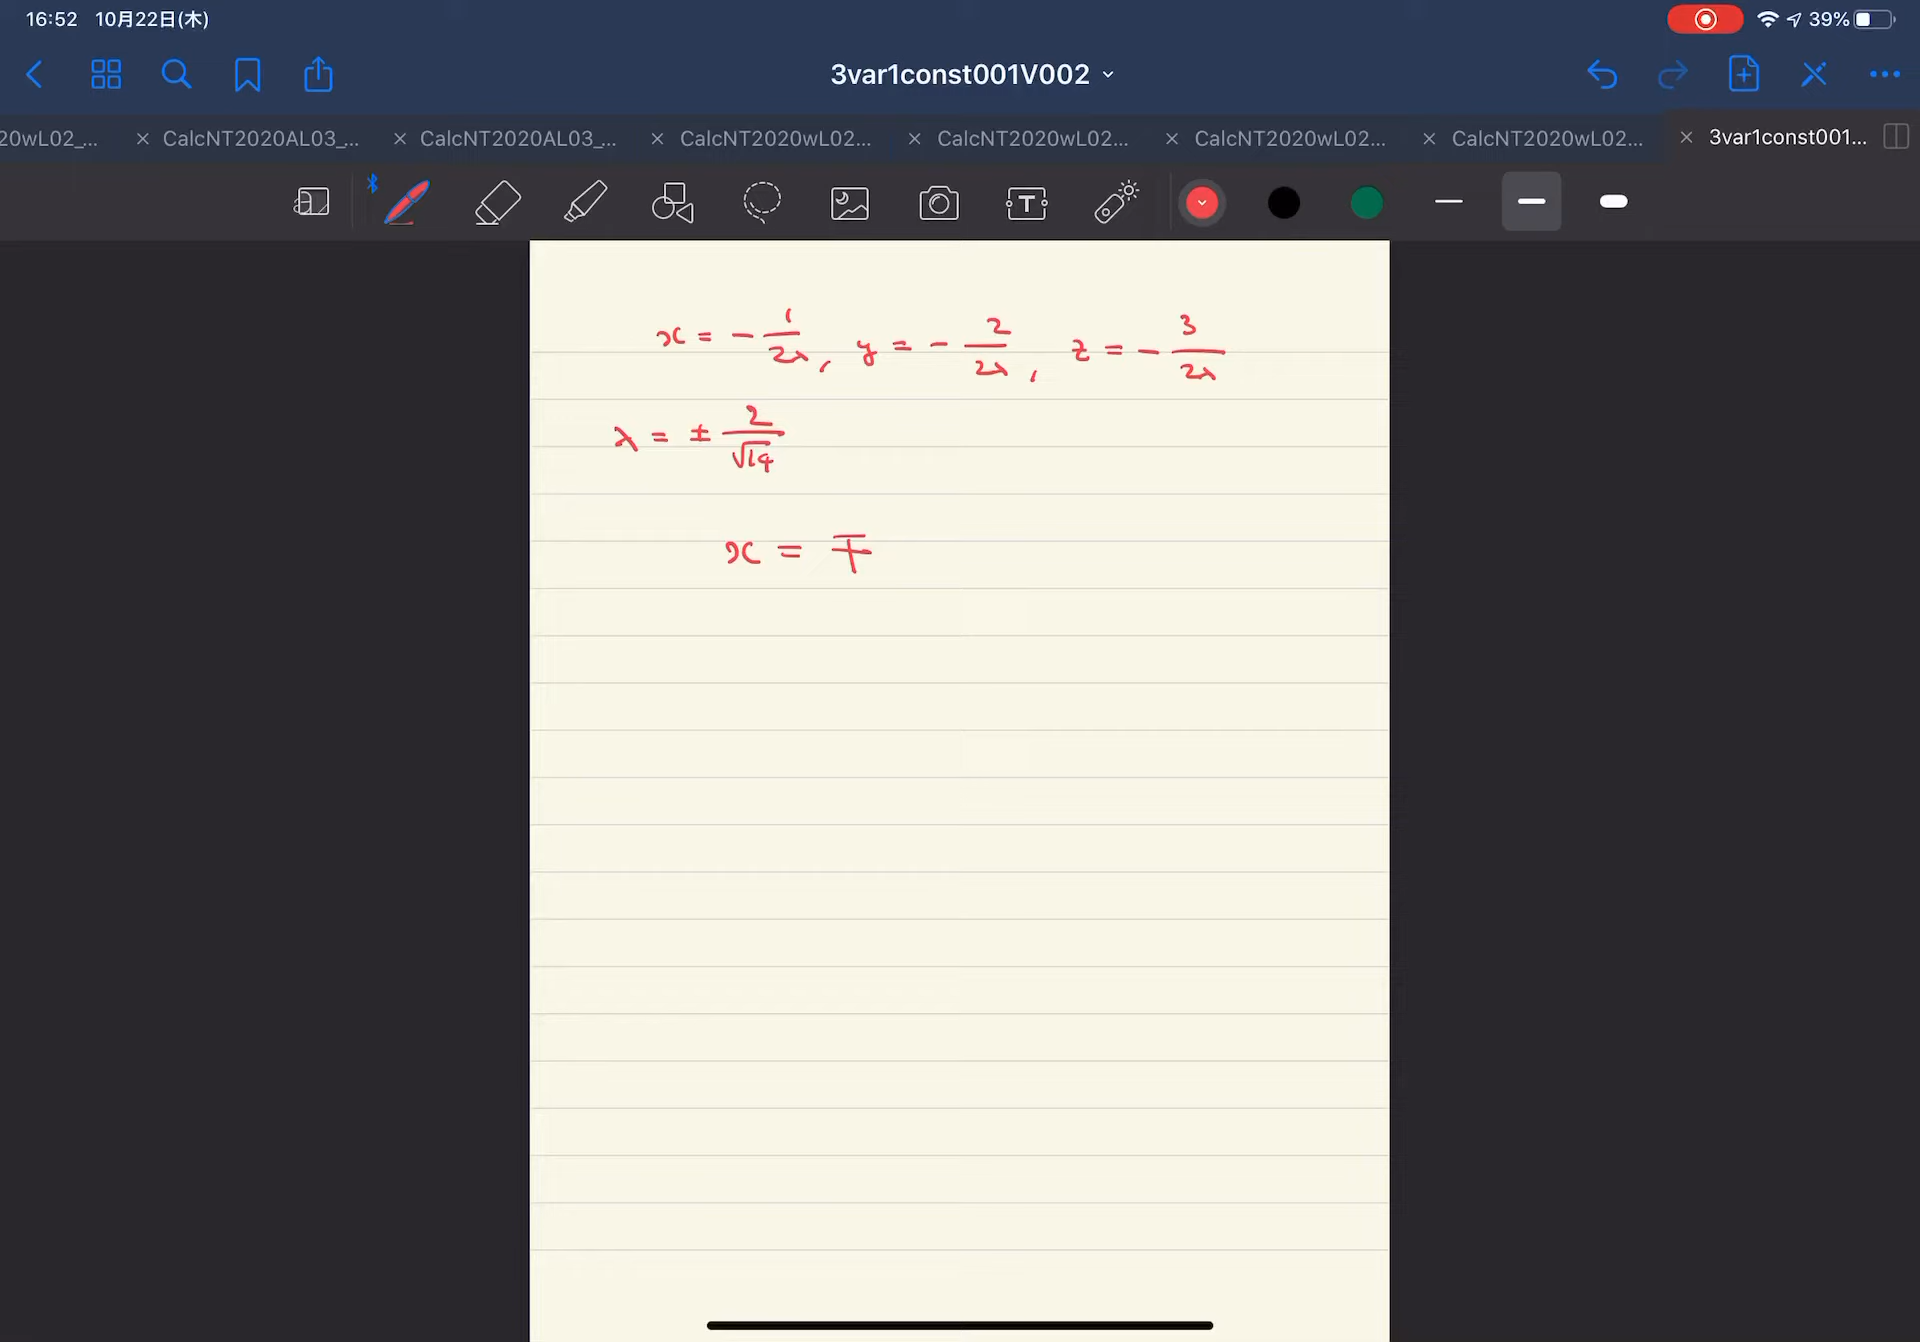 16:52 10月22日(木) 39%
3var1const001V002
20wL02_... CalcNT2020AL03_... CalcNT2020AL03_... CalcNT2020wL02... CalcNT2020wL02... CalcNT2020wL02... CalcNT2020wL02... 3var1const001...
x = - 1/2λ, y = - 2/2λ, z = - 3/2λ
λ = ± 2/√14
x = ∓